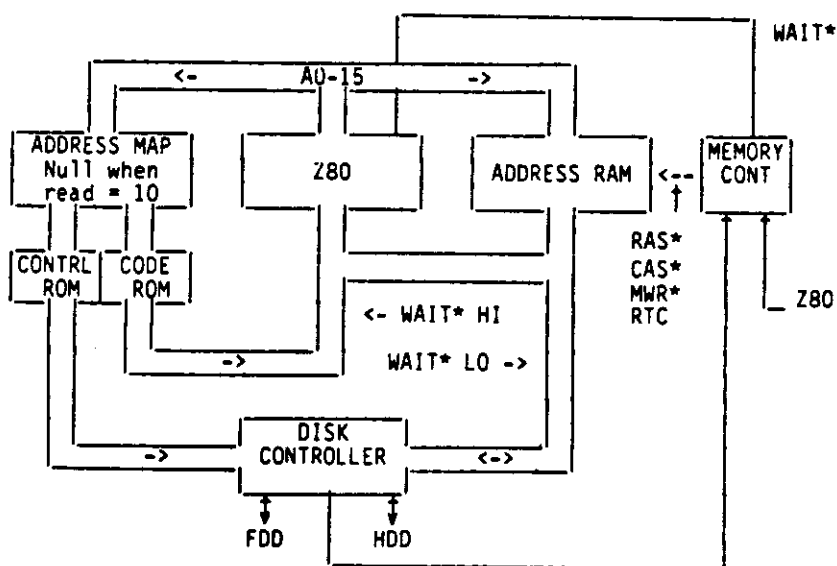 WAIT*
<- A0-15 ->
ADDRESS MAP
Null when
read = 10
Z80
ADDRESS RAM
<--
MEMORY
CONT
RAS*
CAS*
MWR*
RTC
Z80
CONTRL
ROM
CODE
ROM
<- WAIT* HI
-> WAIT* LO ->
DISK
CONTROLLER
->
<->
FDD
HDD